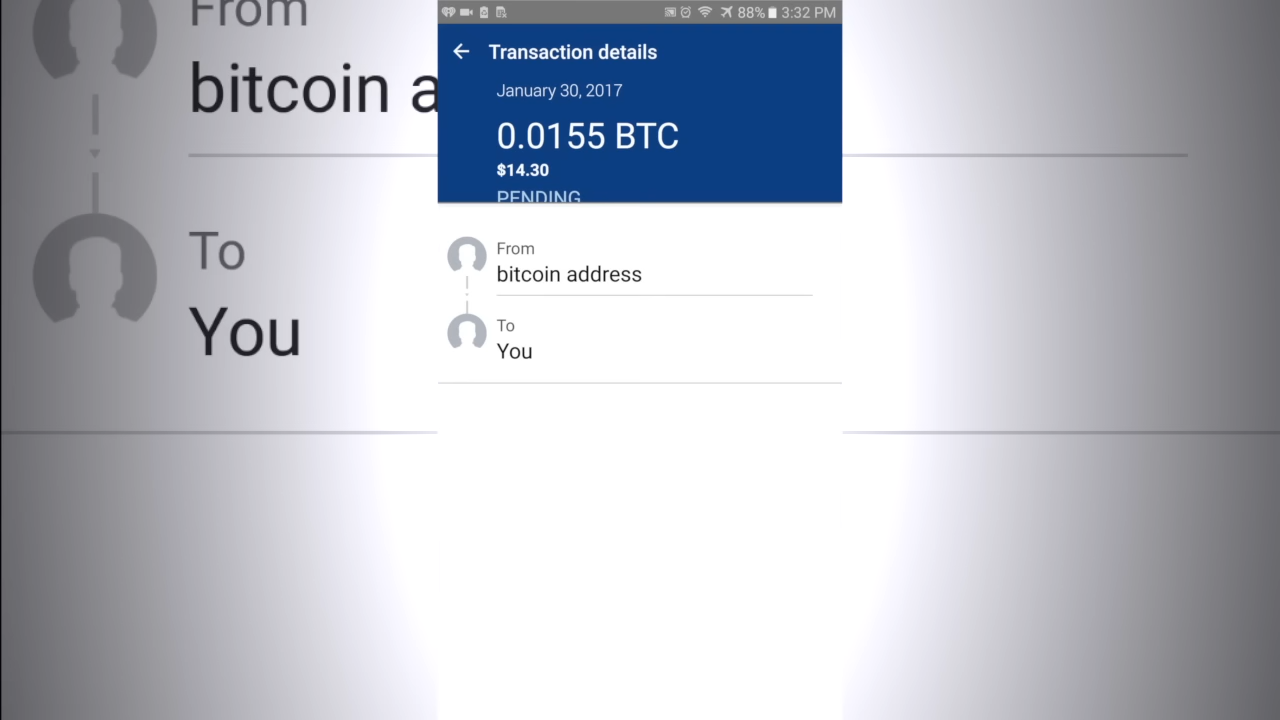 From
bitcoin a
To
You
88% 3:32 PM
Transaction details
January 30, 2017
0.0155 BTC
$14.30
PENDING
From
bitcoin address
To
You